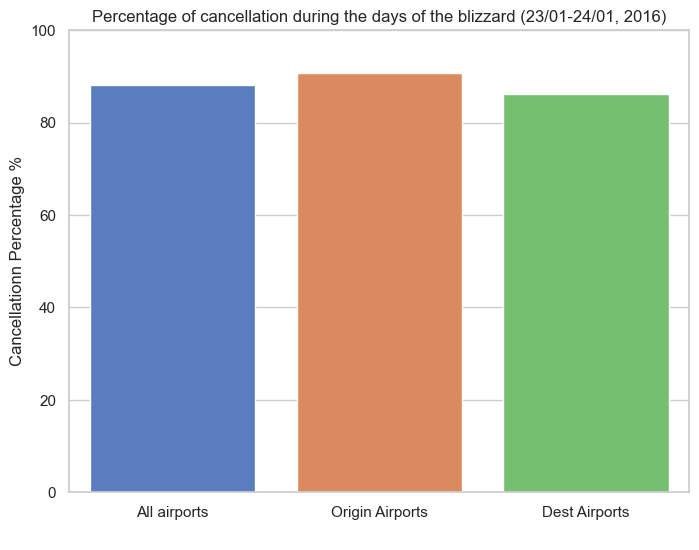 Percentage of cancellation during the days of the blizzard (23/01-24/01, 2016)
Cancellationn Percentage %
100
80
60
40
20
0
All airports
Origin Airports
Dest Airports